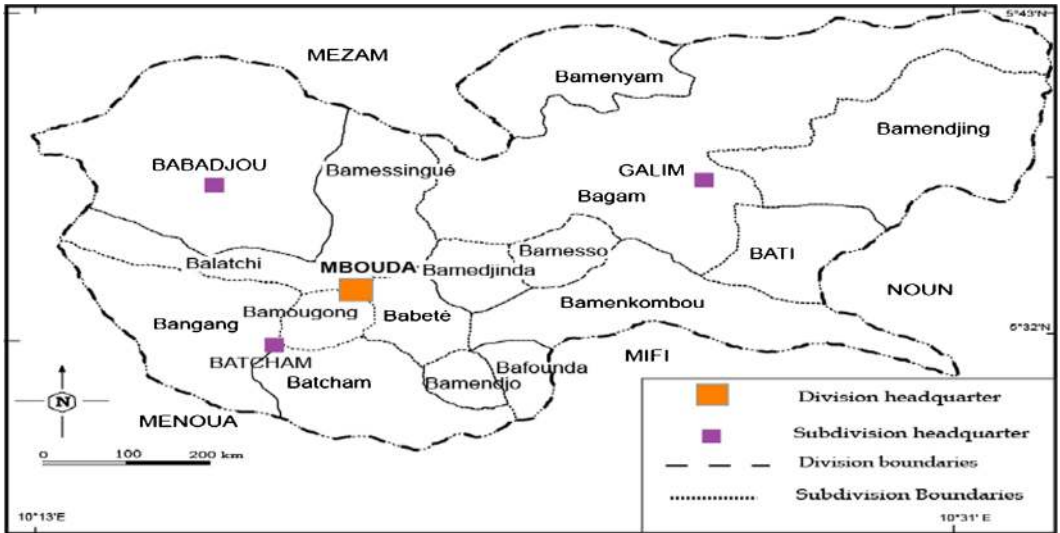 5°43'N
MEZAM
Bamenyam
Bamendjing
BABADJOU
Bamessingué
GALIM
Bagam
Balatchi
MBOUDA
Bamedjinda
Bamesso
BATI
NOUN
Bangang
Bamougong
Babeté
Bamenkombou
5°32'N
BATCHAM
Batcham
Bamendjo
Bafounda
MIFI
N
MENOUA
0 100 200 km
Division headquarter
Subdivision headquarter
Division boundaries
Subdivision Boundaries
10°13'E
10°31' E